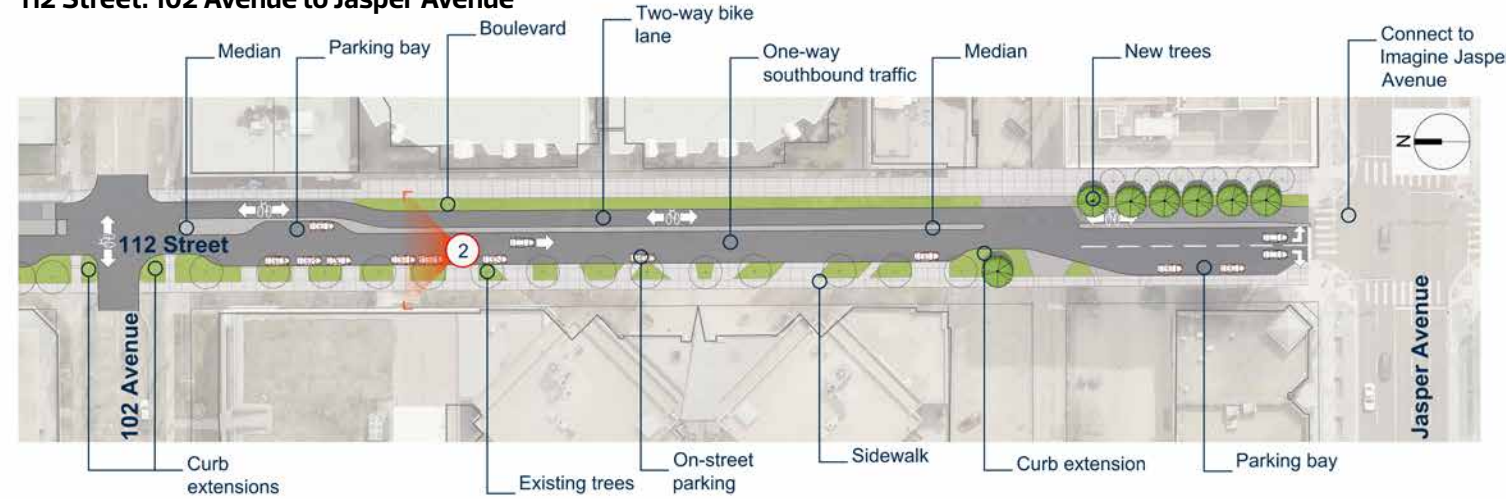 112 Street: 102 Avenue to Jasper Avenue
Median
Parking bay
Boulevard
Two-way bike
lane
One-way
southbound traffic
Median
New trees
Connect to
Imagine Jasper
Avenue
N
112 Street
2
102 Avenue
Jasper Avenue
Curb
extensions
Existing trees
On-street
parking
Sidewalk
Curb extension
Parking bay